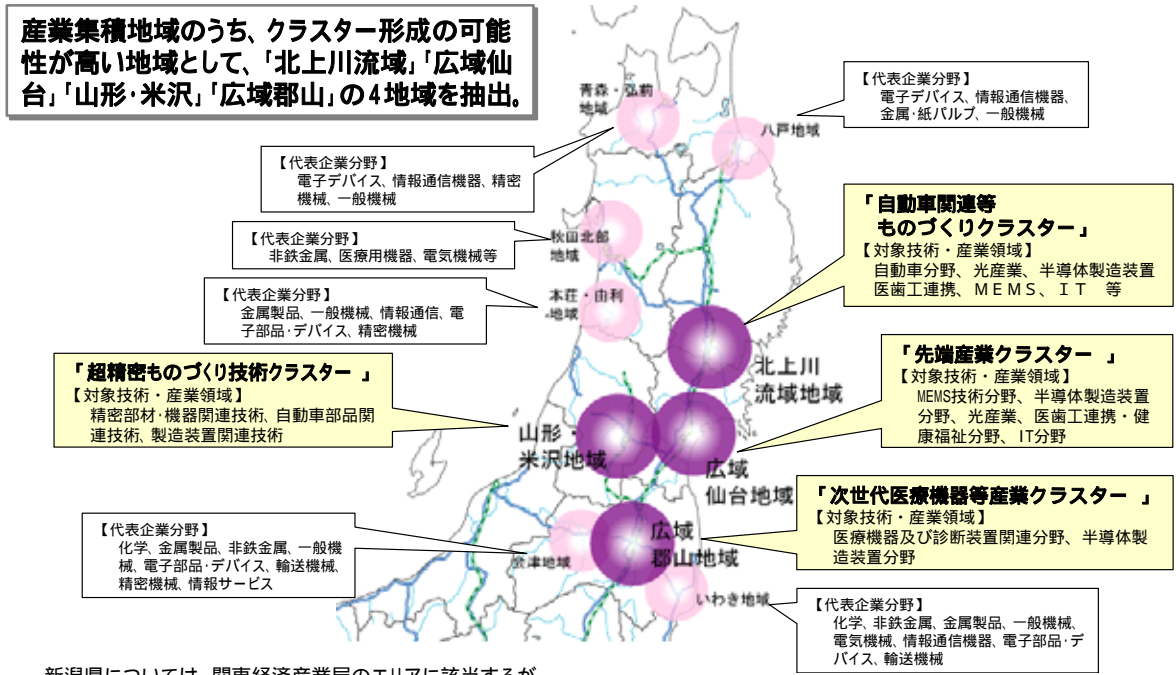 産業集積地域のうち、クラスター形成の可能
性が高い地域として、「北上川流域」「広域仙
台」「山形・米沢」「広域郡山」の4地域を抽出。
青森・弘前
地域
【代表企業分野】
電子デバイス、情報通信機器、
金属・紙パルプ、一般機械
八戸地域
【代表企業分野】
電子デバイス、情報通信機器、精密
機械、一般機械
「自動車関連等
ものづくりクラスター」
【対象技術・産業領域】
自動車分野、光産業、半導体製造装置
医歯工連携、MEMS、IT 等
【代表企業分野】
非鉄金属、医療用機器、電気機械等
秋田北部
地域
【代表企業分野】
金属製品、一般機械、情報通信、電
子部品・デバイス、精密機械
本荘・由利
地域
北上川
流域地域
「超精密ものづくり技術クラスター 」
【対象技術・産業領域】
精密部材・機器関連技術、自動車部品関
連技術、製造装置関連技術
「先端産業クラスター 」
【対象技術・産業領域】
MEMS技術分野、半導体製造装置
分野、光産業、医歯工連携・健
康福祉分野、IT分野
山形・
米沢地域
広域
仙台地域
「次世代医療機器等産業クラスター 」
【対象技術・産業領域】
医療機器及び診断装置関連分野、半導体製
造装置分野
【代表企業分野】
化学、金属製品、非鉄金属、一般機
械、電子部品・デバイス、輸送機械、
精密機械、情報サービス
会津地域
広域
郡山地域
いわき地域
【代表企業分野】
化学、非鉄金属、金属製品、一般機械、
電気機械、情報通信機器、電子部品・デ
バイス、輸送機械
新潟県については、関東経済産業局のエリアに該当するが